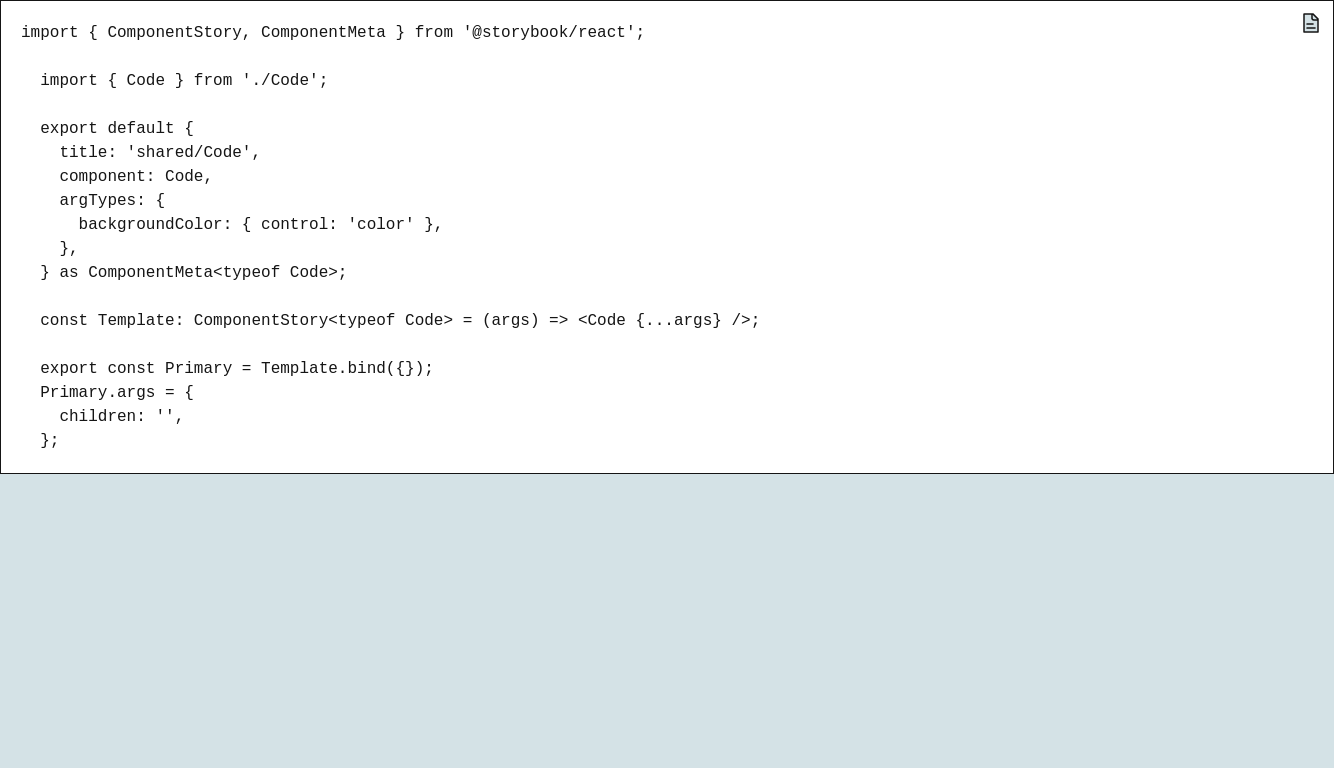 import { ComponentStory, ComponentMeta } from '@storybook/react';

  import { Code } from './Code';

  export default {
    title: 'shared/Code',
    component: Code,
    argTypes: {
      backgroundColor: { control: 'color' },
    },
  } as ComponentMeta<typeof Code>;

  const Template: ComponentStory<typeof Code> = (args) => <Code {...args} />;

  export const Primary = Template.bind({});
  Primary.args = {
    children: '',
  };